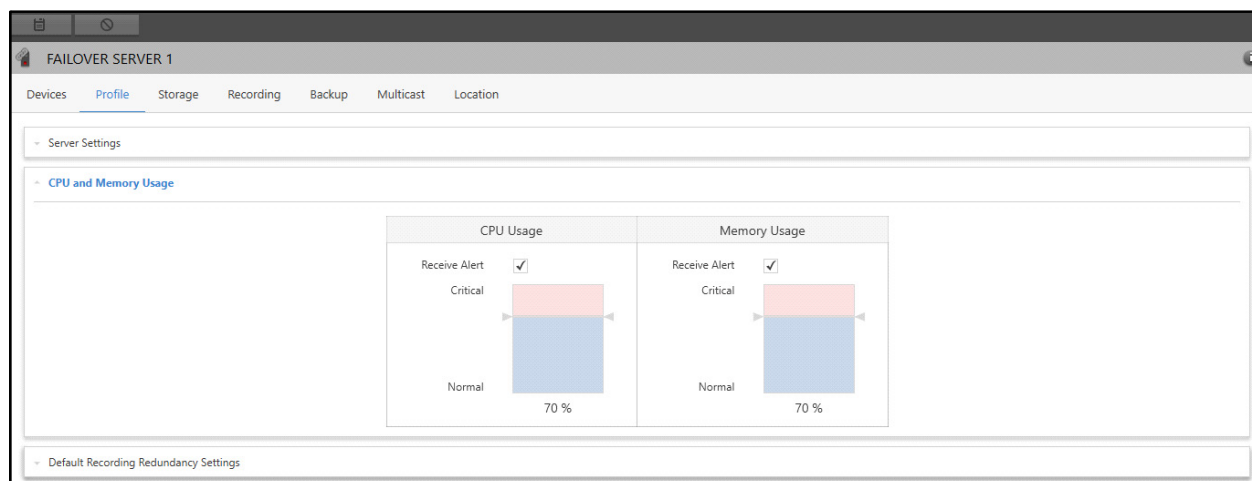 FAILOVER SERVER 1
Devices Profile Storage Recording Backup Multicast Location
Server Settings
CPU and Memory Usage
CPU Usage Memory Usage
Receive Alert Receive Alert
Critical Critical
Normal Normal
70 % 70 %
Default Recording Redundancy Settings